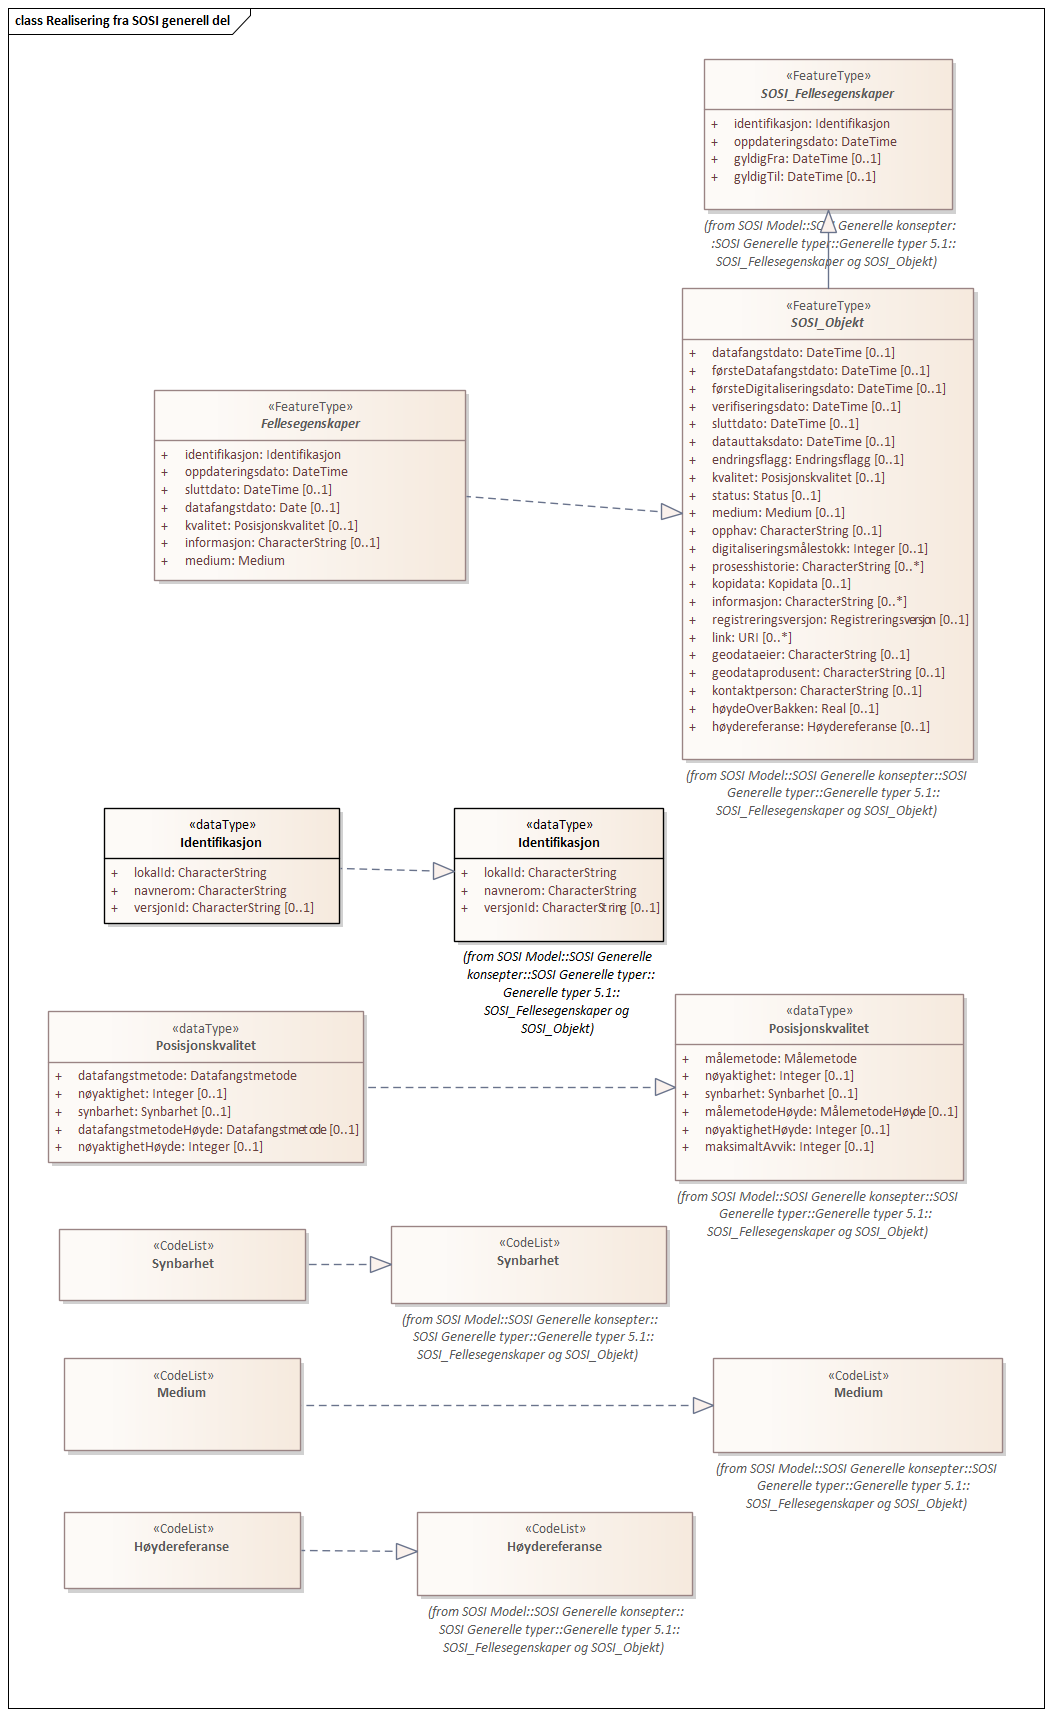 class Realisering fra SOSI generell del
«FeatureType»
SOSI_Fellesegenskaper
+ identifikasjon: Identifikasjon
+ oppdateringsdato: DateTime
+ gyldigFra: DateTime [0..1]
+ gyldigTil: DateTime [0..1]
(from SOSI Model::SOSI Generelle konsepter:
:SOSI Generelle typer::Generelle typer 5.1::
SOSI_Fellesegenskaper og SOSI_Objekt)
«FeatureType»
SOSI_Objekt
+ datafangstdato: DateTime [0..1]
+ førsteDatafangstdato: DateTime [0..1]
+ førsteDigitaliseringsdato: DateTime [0..1]
+ verifiseringsdato: DateTime [0..1]
+ sluttdato: DateTime [0..1]
+ datauttaksdato: DateTime [0..1]
+ endringsflagg: Endringsflagg [0..1]
+ kvalitet: Posisjonskvalitet [0..1]
+ status: Status [0..1]
+ medium: Medium [0..1]
+ opphav: CharacterString [0..1]
+ digitaliseringsmålestokk: Integer [0..1]
+ prosesshistorie: CharacterString [0..*]
+ kopidata: Kopidata [0..1]
+ informasjon: CharacterString [0..*]
+ registreringsversjon: Registreringsversjon [0..1]
+ link: URI [0..*]
+ geodataeier: CharacterString [0..1]
+ geodataprodusent: CharacterString [0..1]
+ kontaktperson: CharacterString [0..1]
+ høydeOverBakken: Real [0..1]
+ høydereferanse: Høydereferanse [0..1]
(from SOSI Model::SOSI Generelle konsepter::SOSI
Generelle typer::Generelle typer 5.1::
SOSI_Fellesegenskaper og SOSI_Objekt)
«FeatureType»
Fellesegenskaper
+ identifikasjon: Identifikasjon
+ oppdateringsdato: DateTime
+ sluttdato: DateTime [0..1]
+ datafangstdato: Date [0..1]
+ kvalitet: Posisjonskvalitet [0..1]
+ informasjon: CharacterString [0..1]
+ medium: Medium
«dataType»
Identifikasjon
+ lokalId: CharacterString
+ navnerom: CharacterString
+ versjonId: CharacterString [0..1]
«dataType»
Identifikasjon
+ lokalId: CharacterString
+ navnerom: CharacterString
+ versjonId: CharacterString [0..1]
(from SOSI Model::SOSI Generelle
konsepter::SOSI Generelle typer::
Generelle typer 5.1::
SOSI_Fellesegenskaper og
SOSI_Objekt)
«dataType»
Posisjonskvalitet
+ datafangstmetode: Datafangstmetode
+ nøyaktighet: Integer [0..1]
+ synbarhet: Synbarhet [0..1]
+ datafangstmetodeHøyde: Datafangstmetode [0..1]
+ nøyaktighetHøyde: Integer [0..1]
«dataType»
Posisjonskvalitet
+ målemetode: Målemetode
+ nøyaktighet: Integer [0..1]
+ synbarhet: Synbarhet [0..1]
+ målemetodeHøyde: MålemetodeHøyde [0..1]
+ nøyaktighetHøyde: Integer [0..1]
+ maksimaltAvvik: Integer [0..1]
(from SOSI Model::SOSI Generelle konsepter::SOSI
Generelle typer::Generelle typer 5.1::
SOSI_Fellesegenskaper og SOSI_Objekt)
«CodeList»
Synbarhet
«CodeList»
Synbarhet
(from SOSI Model::SOSI Generelle konsepter::
SOSI Generelle typer::Generelle typer 5.1::
SOSI_Fellesegenskaper og SOSI_Objekt)
«CodeList»
Medium
«CodeList»
Medium
(from SOSI Model::SOSI Generelle konsepter::SOSI
Generelle typer::Generelle typer 5.1::
SOSI_Fellesegenskaper og SOSI_Objekt)
«CodeList»
Høydereferanse
«CodeList»
Høydereferanse
(from SOSI Model::SOSI Generelle konsepter::
SOSI Generelle typer::Generelle typer 5.1::
SOSI_Fellesegenskaper og SOSI_Objekt)